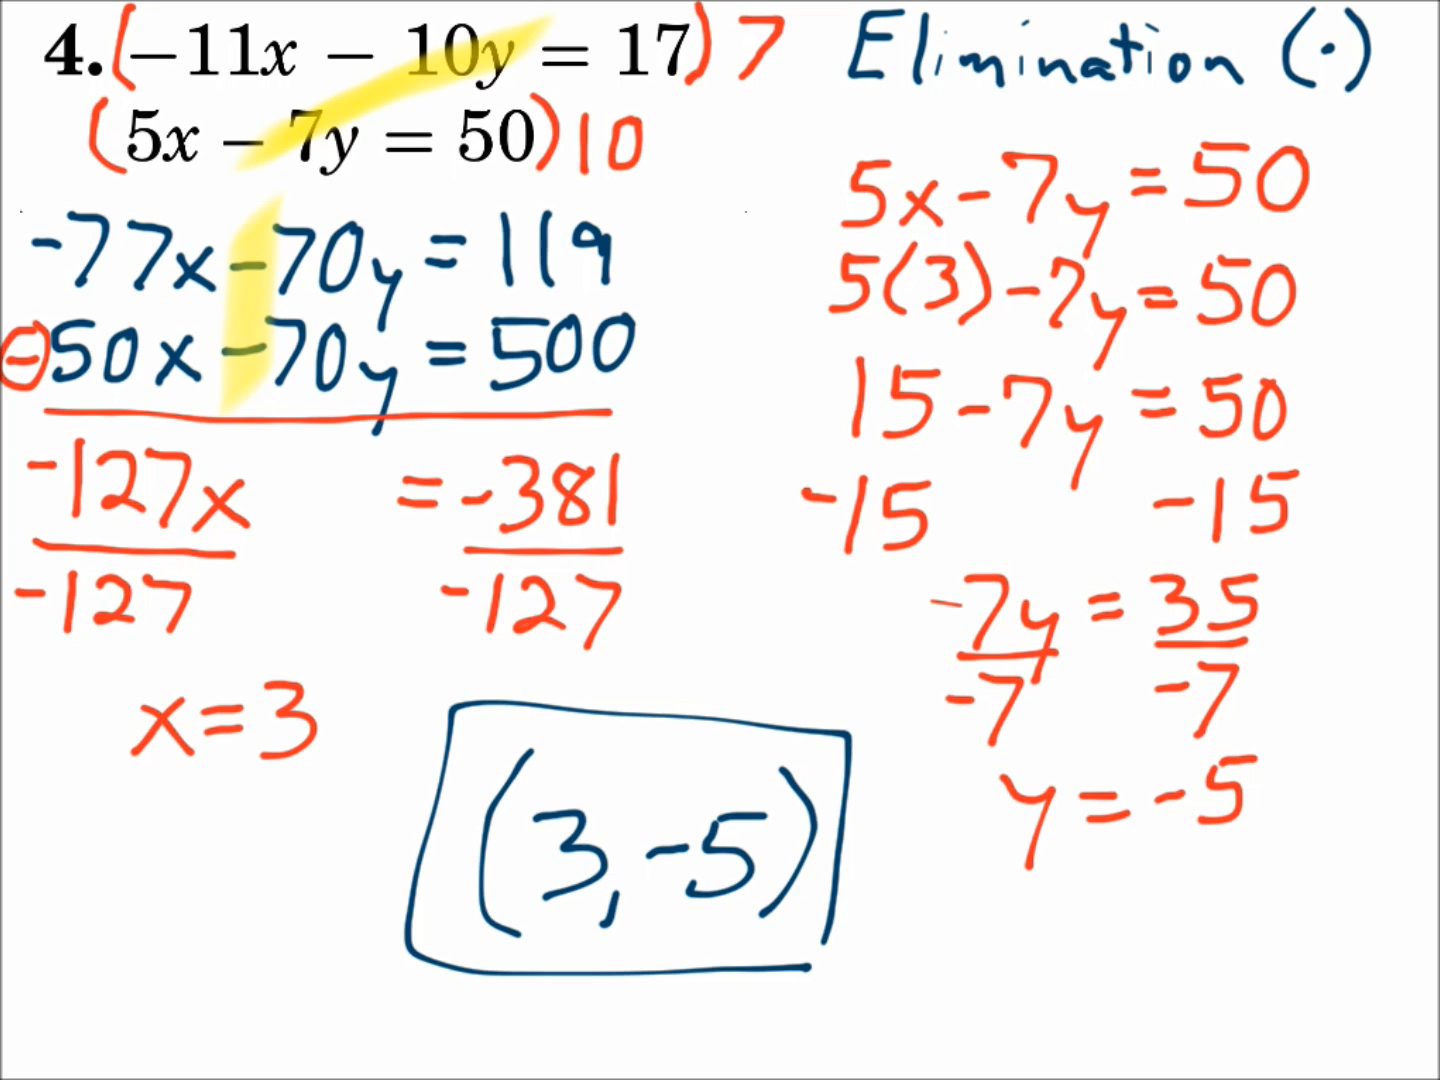 4. (−11x − 10y = 17) 7
(5x − 7y = 50) 10
-77x - 70y = 119
- 50x - 70y = 500
-127x = -381
-127 -127
x = 3
Elimination (·)
5x - 7y = 50
5(3) - 7y = 50
15 - 7y = 50
-15 -15
-7y = 35
-7 -7
y = -5
(3, -5)